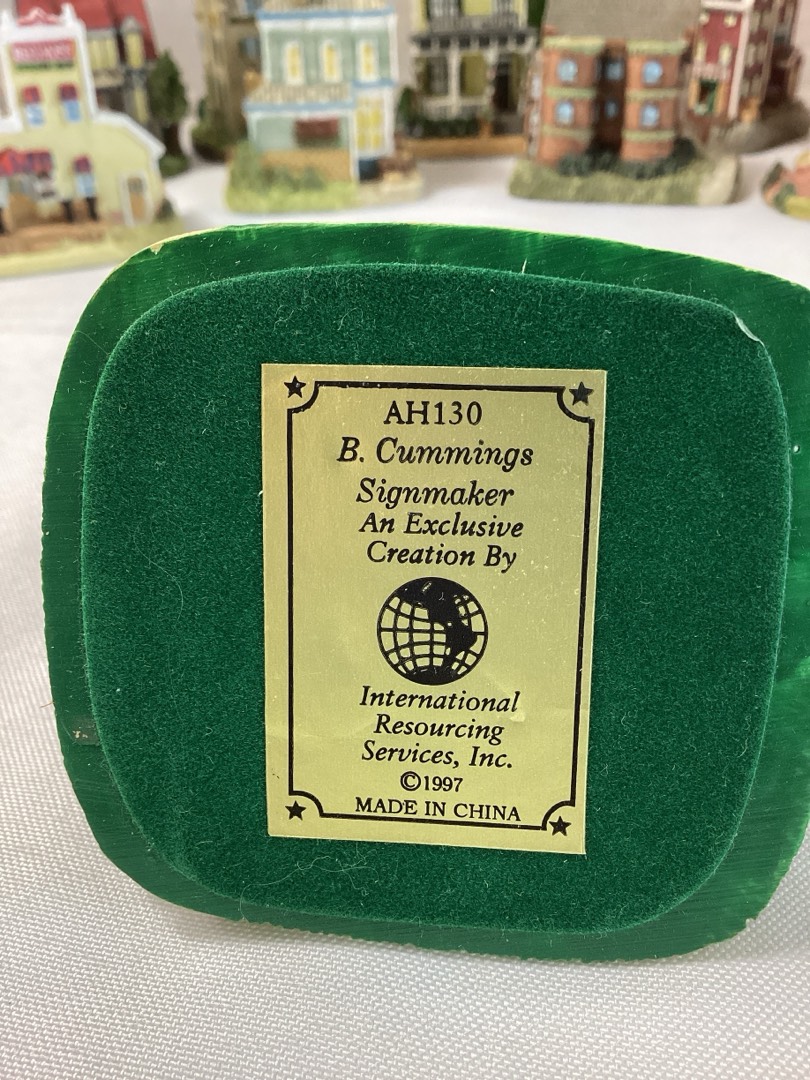 AH130
B. Cummings
Signmaker
An Exclusive
Creation By
International
Resourcing
Services, Inc.
©1997
MADE IN CHINA